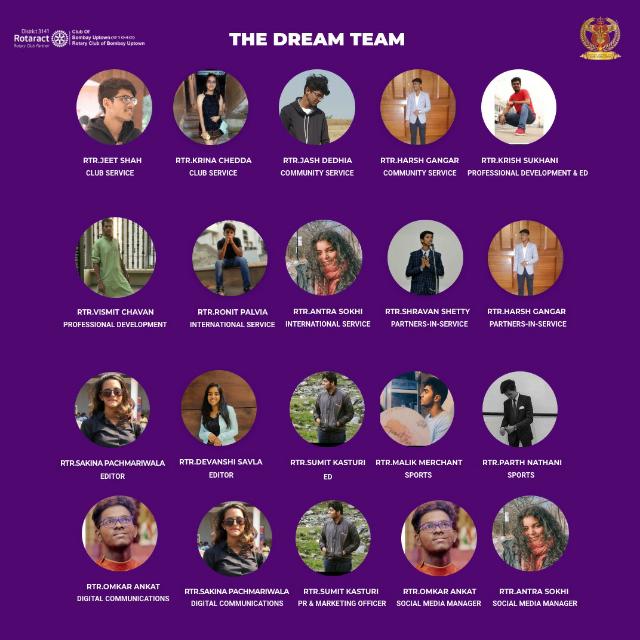 District 3141
Rotaract
Rotary Club Partner
Club Of
Bombay Uptown
Rotary Club of Bombay Uptown
THE DREAM TEAM
RTR.JEET SHAH
CLUB SERVICE
RTR.KRINA CHEDDA
CLUB SERVICE
RTR.JASH DEDHIA
COMMUNITY SERVICE
RTR.HARSH GANGAR
COMMUNITY SERVICE
RTR.KRISH SUKHANI
PROFESSIONAL DEVELOPMENT & ED
RTR.VISMIT CHAVAN
PROFESSIONAL DEVELOPMENT
RTR.RONIT PALVIA
INTERNATIONAL SERVICE
RTR.ANTRA SOKHI
INTERNATIONAL SERVICE
RTR.SHRAVAN SHETTY
PARTNERS-IN-SERVICE
RTR.HARSH GANGAR
PARTNERS-IN-SERVICE
RTR.SAKINA PACHMARIWALA
EDITOR
RTR.DEVANSHI SAVLA
EDITOR
RTR.SUMIT KASTURI
ED
RTR.MALIK MERCHANT
SPORTS
RTR.PARTH NATHANI
SPORTS
RTR.OMKAR ANKAT
DIGITAL COMMUNICATIONS
RTR.SAKINA PACHMARIWALA
DIGITAL COMMUNICATIONS
RTR.SUMIT KASTURI
PR & MARKETING OFFICER
RTR.OMKAR ANKAT
SOCIAL MEDIA MANAGER
RTR.ANTRA SOKHI
SOCIAL MEDIA MANAGER